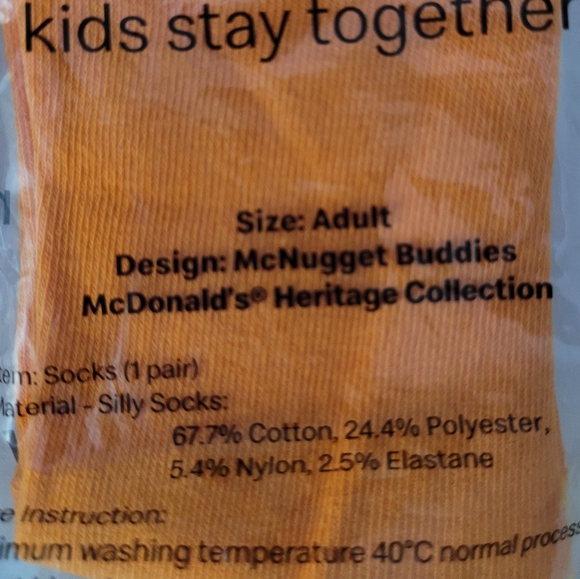 kids stay together
Size: Adult
Design: McNugget Buddies
McDonald's® Heritage Collection
em: Socks (1 pair)
aterial - Silly Socks:
67.7% Cotton, 24.4% Polyester,
5.4% Nylon, 2.5% Elastane
e Instruction:
imum washing temperature 40°C normal process